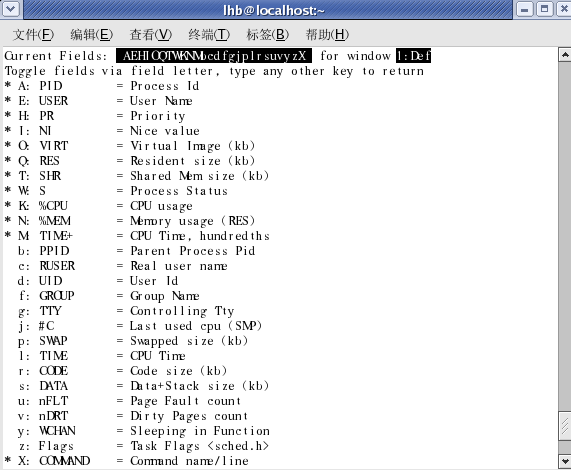 lhb@localhost:~
文件(F) 编辑(E) 查看(V) 终端(T) 标签(B) 帮助(H)
Current Fields: AEHIOQTWKNMbcdfgjplrsuvyzX for window 1:Def
Toggle fields via field letter, type any other key to return
* A: PID = Process Id
* E: USER = User Name
* H: PR = Priority
* I: NI = Nice value
* O: VIRT = Virtual Image (kb)
* Q: RES = Resident size (kb)
* T: SHR = Shared Mem size (kb)
* W: S = Process Status
* K: %CPU = CPU usage
* N: %MEM = Memory usage (RES)
* M: TIME+ = CPU Time, hundredths
b: PPID = Parent Process Pid
c: RUSER = Real user name
d: UID = User Id
f: GROUP = Group Name
g: TTY = Controlling Tty
j: #C = Last used cpu (SMP)
p: SWAP = Swapped size (kb)
l: TIME = CPU Time
r: CODE = Code size (kb)
s: DATA = Data+Stack size (kb)
u: nFLT = Page Fault count
v: nDRT = Dirty Pages count
y: WCHAN = Sleeping in Function
z: Flags = Task Flags <sched.h>
* X: COMMAND = Command name/line